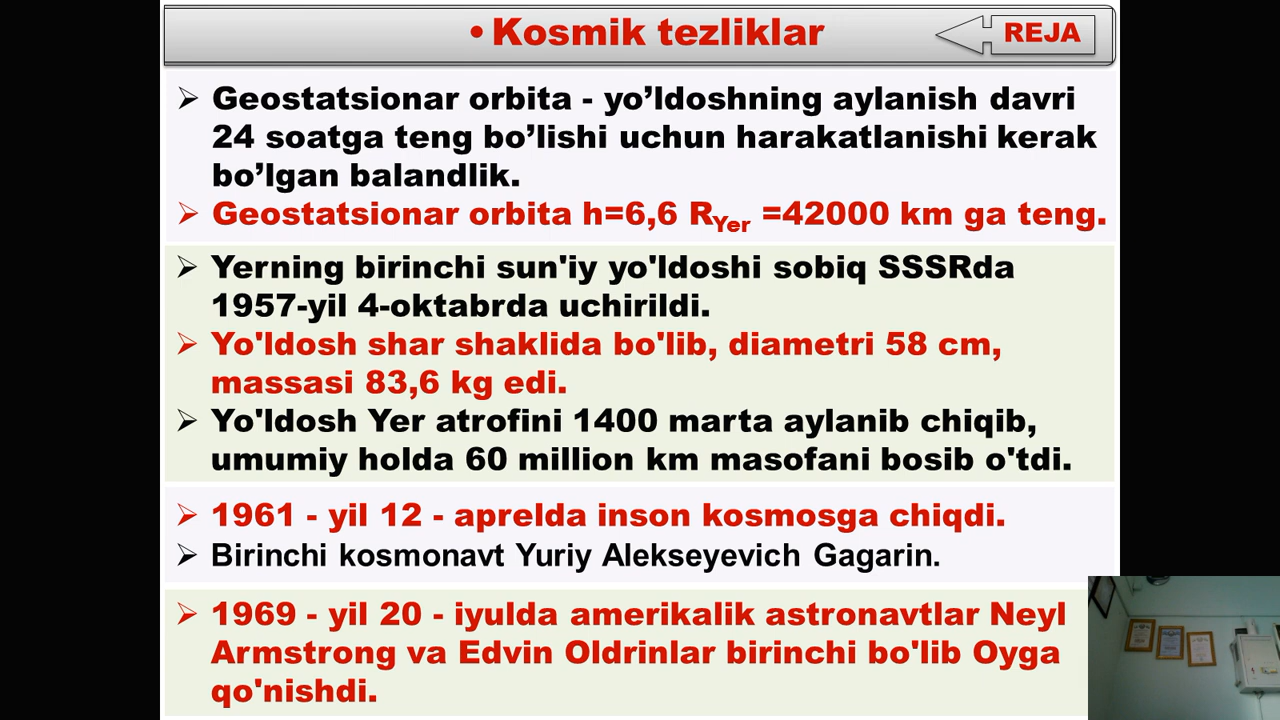 • Kosmik tezliklar
REJA
➢ Geostatsionar orbita - yo’ldoshning aylanish davri
24 soatga teng bo’lishi uchun harakatlanishi kerak
bo’lgan balandlik.
➢ Geostatsionar orbita h=6,6 RYer =42000 km ga teng.
➢ Yerning birinchi sun'iy yo'ldoshi sobiq SSSRda
1957-yil 4-oktabrda uchirildi.
➢ Yo'ldosh shar shaklida bo'lib, diametri 58 cm,
massasi 83,6 kg edi.
➢ Yo'ldosh Yer atrofini 1400 marta aylanib chiqib,
umumiy holda 60 million km masofani bosib o'tdi.
➢ 1961 - yil 12 - aprelda inson kosmosga chiqdi.
➢ Birinchi kosmonavt Yuriy Alekseyevich Gagarin.
➢ 1969 - yil 20 - iyulda amerikalik astronavtlar Neyl
Armstrong va Edvin Oldrinlar birinchi bo'lib Oyga
qo'nishdi.